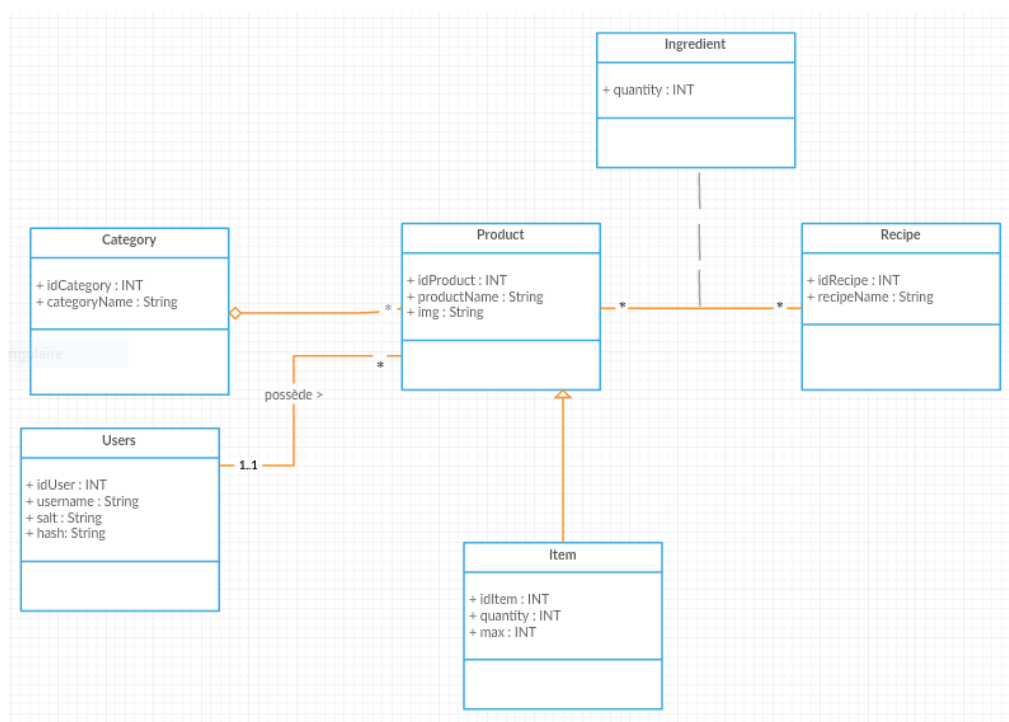 Ingredient
+ quantity : INT
Category
+ idCategory : INT
+ categoryName : String
Product
+ idProduct : INT
+ productName : String
+ img : String
Recipe
+ idRecipe : INT
+ recipeName : String
*
*
*
*
possède >
1..1
Users
+ idUser : INT
+ username : String
+ salt : String
+ hash: String
Item
+ idItem : INT
+ quantity : INT
+ max : INT